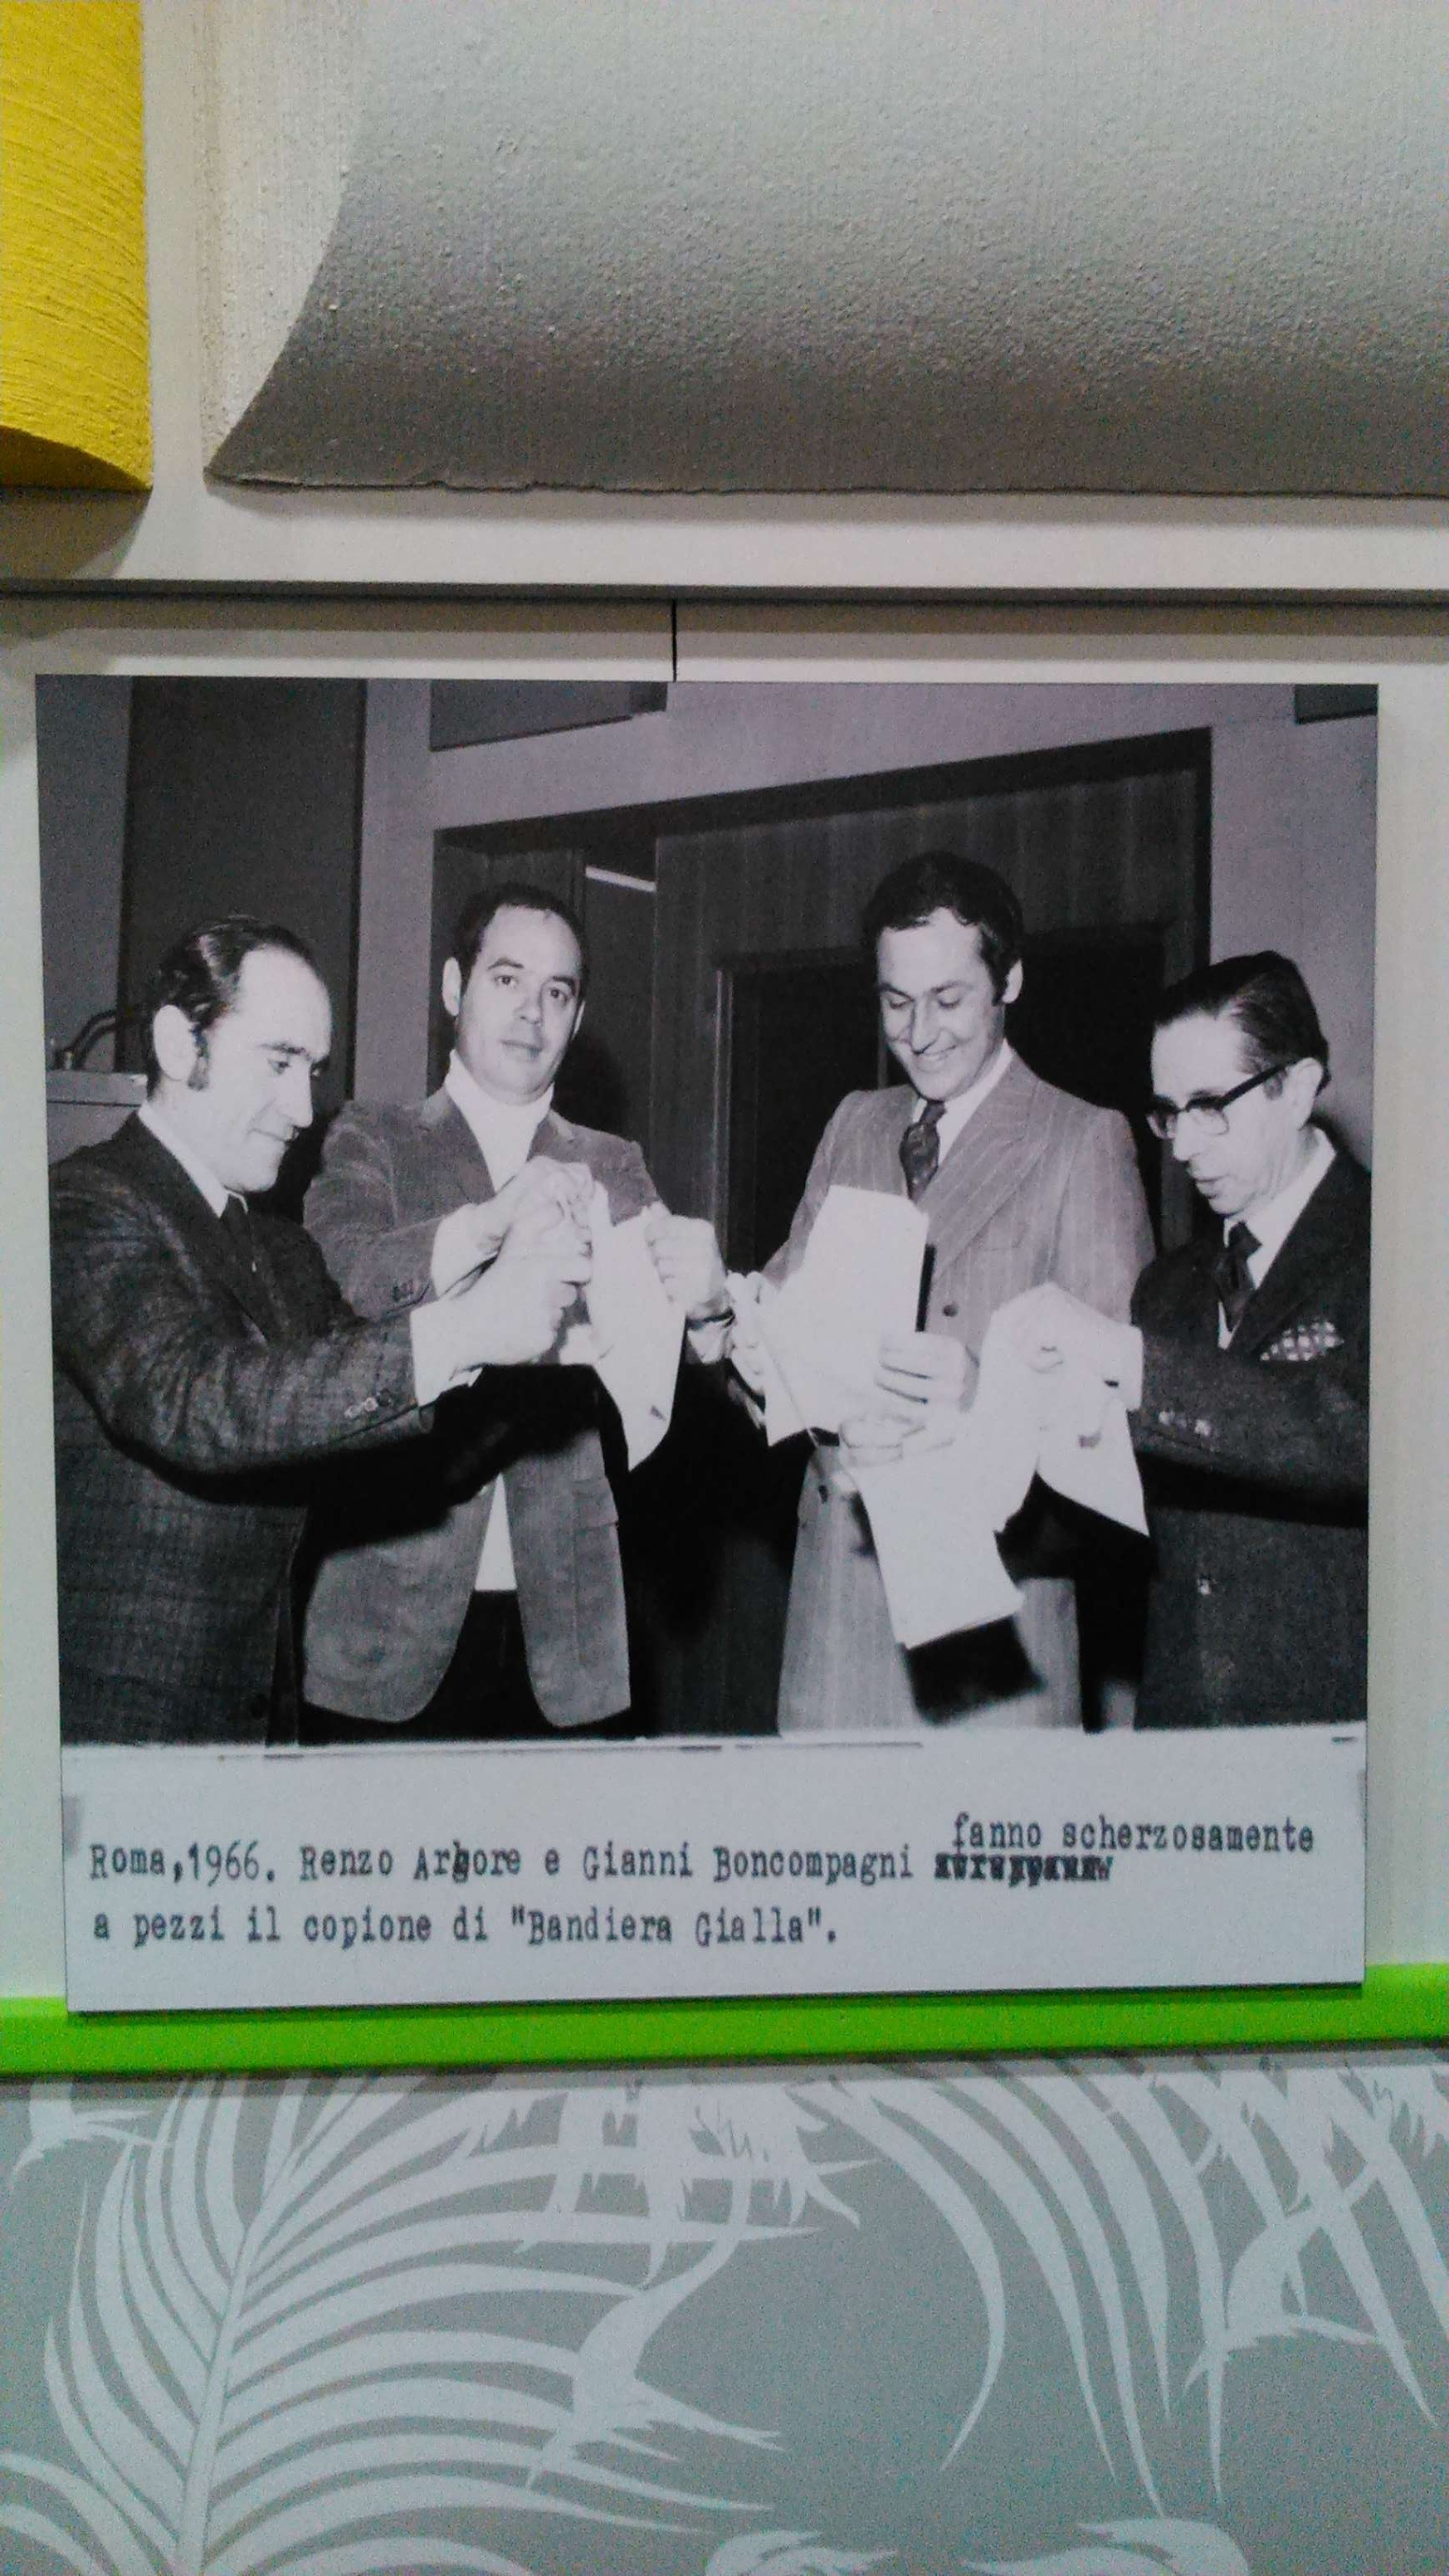 fanno scherzosamente
Roma,1966. Renzo Arbore e Gianni Boncompagni
a pezzi il copione di "Bandiera Gialla".